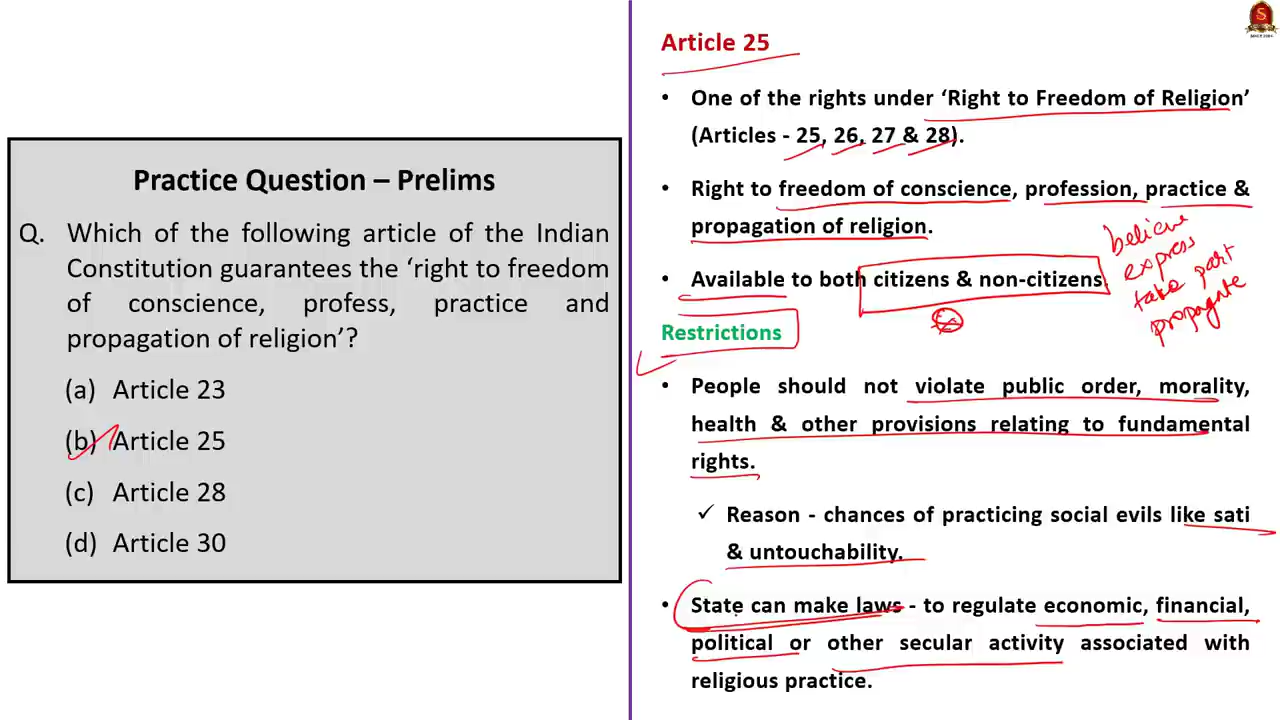 Practice Question – Prelims
Q. Which of the following article of the Indian
Constitution guarantees the ‘right to freedom
of conscience, profess, practice and
propagation of religion’?
(a) Article 23
(b) Article 25
(c) Article 28
(d) Article 30
Article 25
• One of the rights under ‘Right to Freedom of Religion’
(Articles - 25, 26, 27 & 28).
• Right to freedom of conscience, profession, practice &
propagation of religion.
believe
express
take part
propagate
• Available to both citizens & non-citizens.
Restrictions
• People should not violate public order, morality,
health & other provisions relating to fundamental
rights.
✓ Reason - chances of practicing social evils like sati
& untouchability.
• State can make laws - to regulate economic, financial,
political or other secular activity associated with
religious practice.